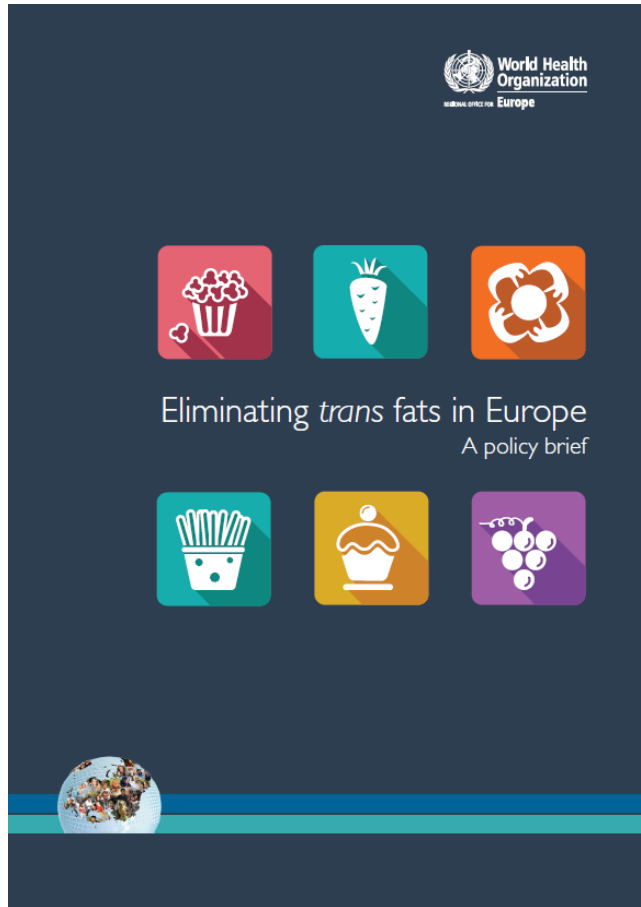 World Health
Organization
REGIONAL OFFICE FOR Europe
Eliminating trans fats in Europe
A policy brief